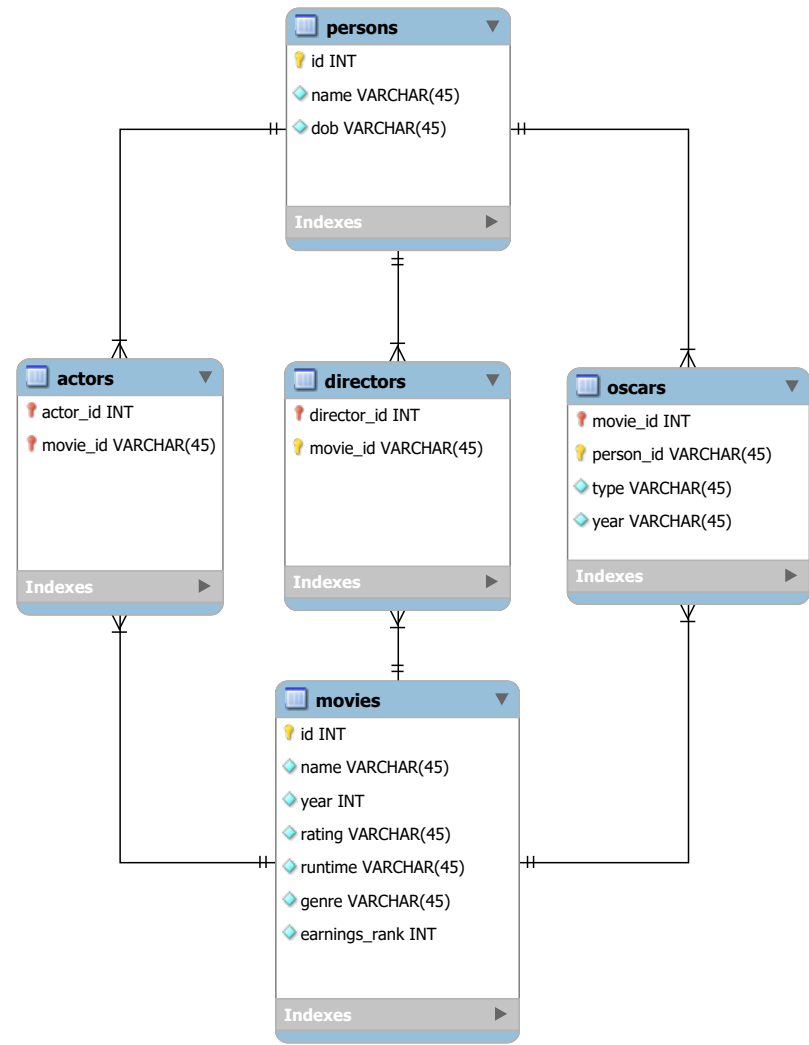 persons
id INT
name VARCHAR(45)
dob VARCHAR(45)
Indexes
actors
actor_id INT
movie_id VARCHAR(45)
Indexes
directors
director_id INT
movie_id VARCHAR(45)
Indexes
oscars
movie_id INT
person_id VARCHAR(45)
type VARCHAR(45)
year VARCHAR(45)
Indexes
movies
id INT
name VARCHAR(45)
year INT
rating VARCHAR(45)
runtime VARCHAR(45)
genre VARCHAR(45)
earnings_rank INT
Indexes